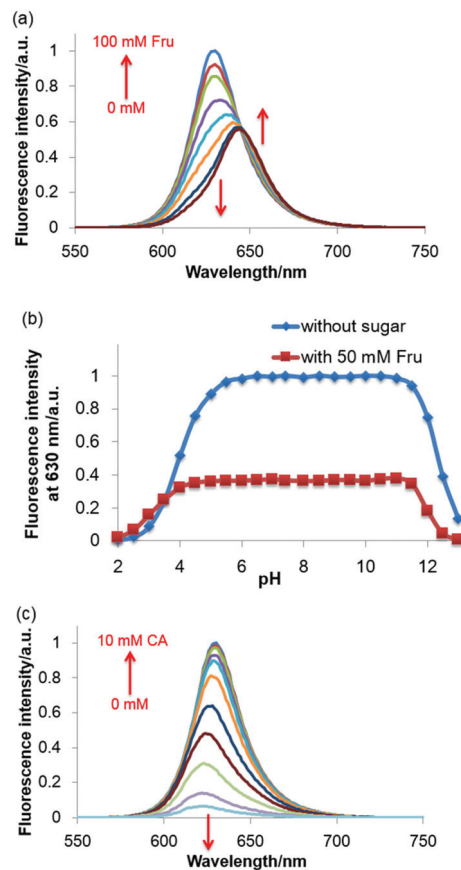 (a)
100 mM Fru
0 mM
Fluorescence intensity/a.u.
1
0.8
0.6
0.4
0.2
0
550 600 650 700 750
Wavelength/nm
(b)
without sugar
with 50 mM Fru
Fluorescence intensity
at 630 nm/a.u.
1
0.8
0.6
0.4
0.2
0
2 4 6 8 10 12
pH
(c)
10 mM CA
0 mM
Fluorescence intensity/a.u.
1
0.8
0.6
0.4
0.2
0
550 600 650 700 750
Wavelength/nm